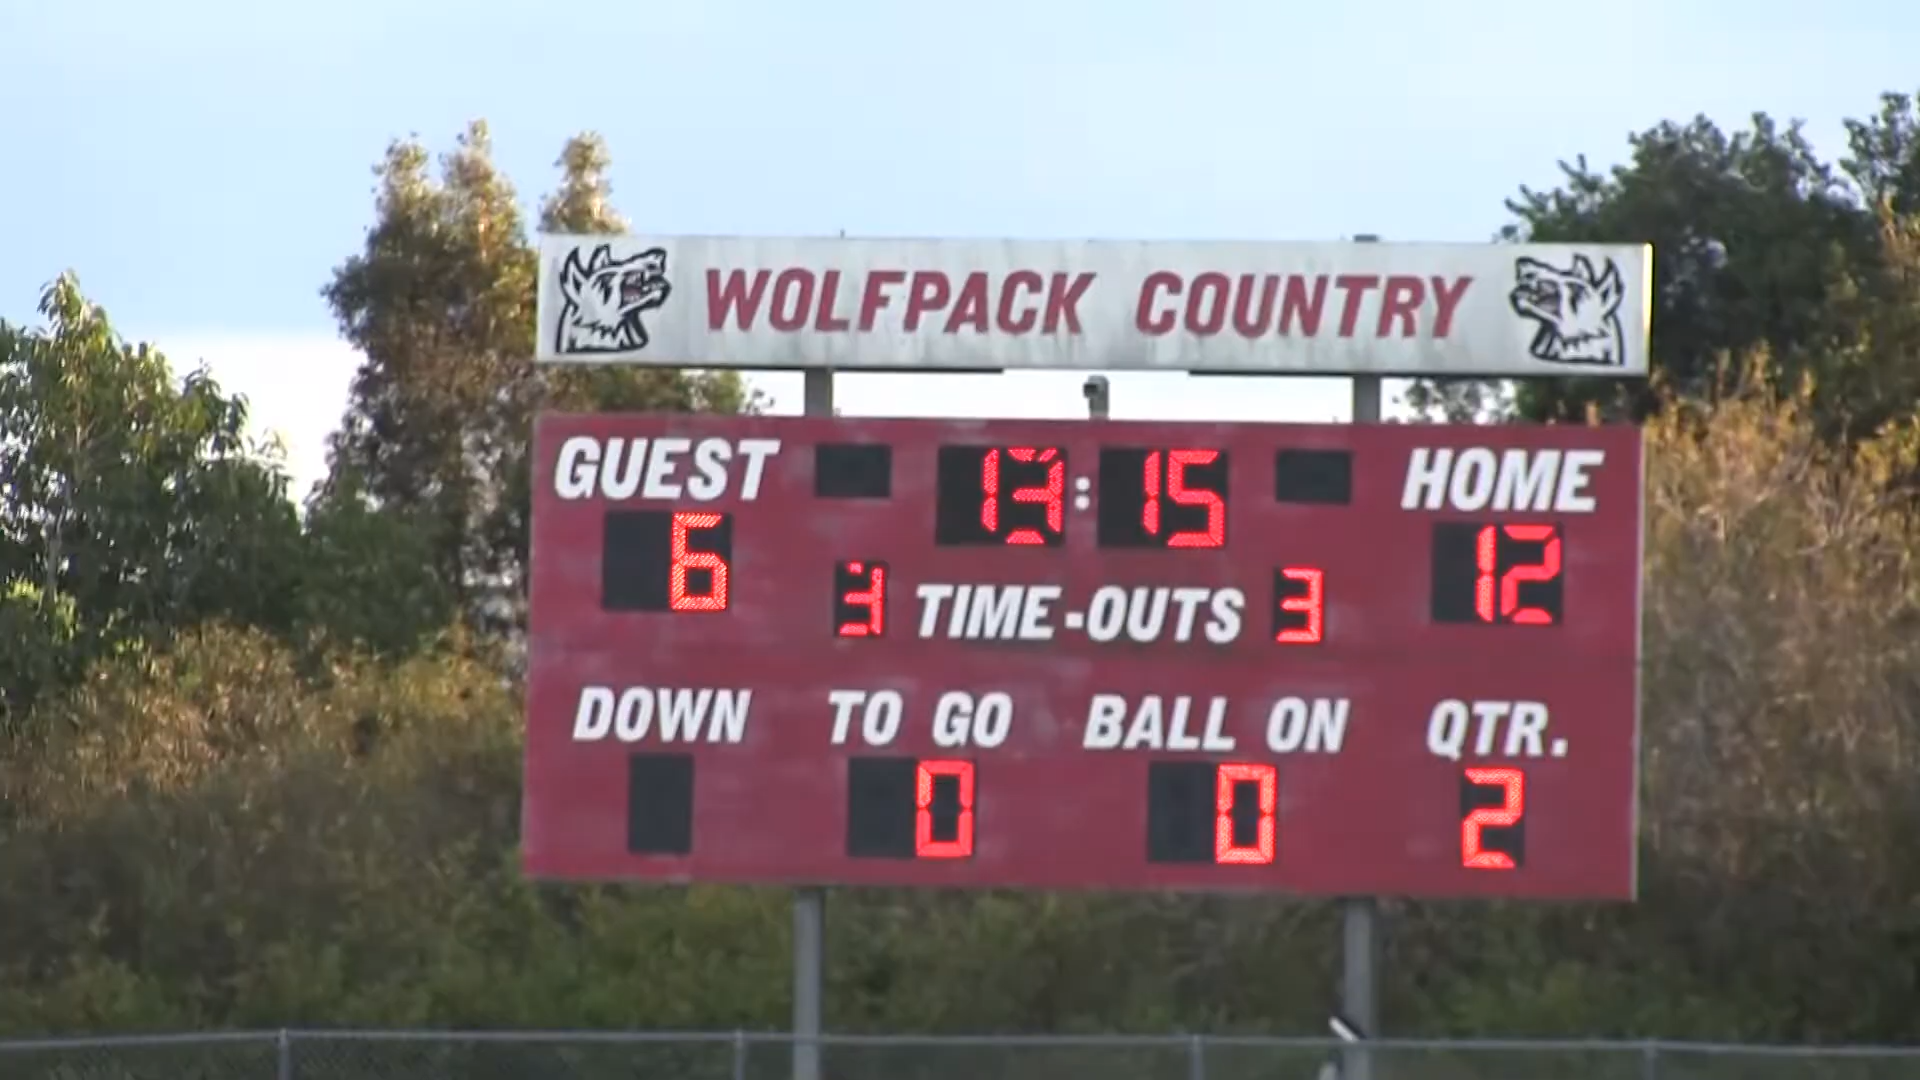 WOLFPACK COUNTRY
GUEST 13:15 HOME
6 3 TIME-OUTS 3 12
DOWN TO GO BALL ON QTR.
0 0 2